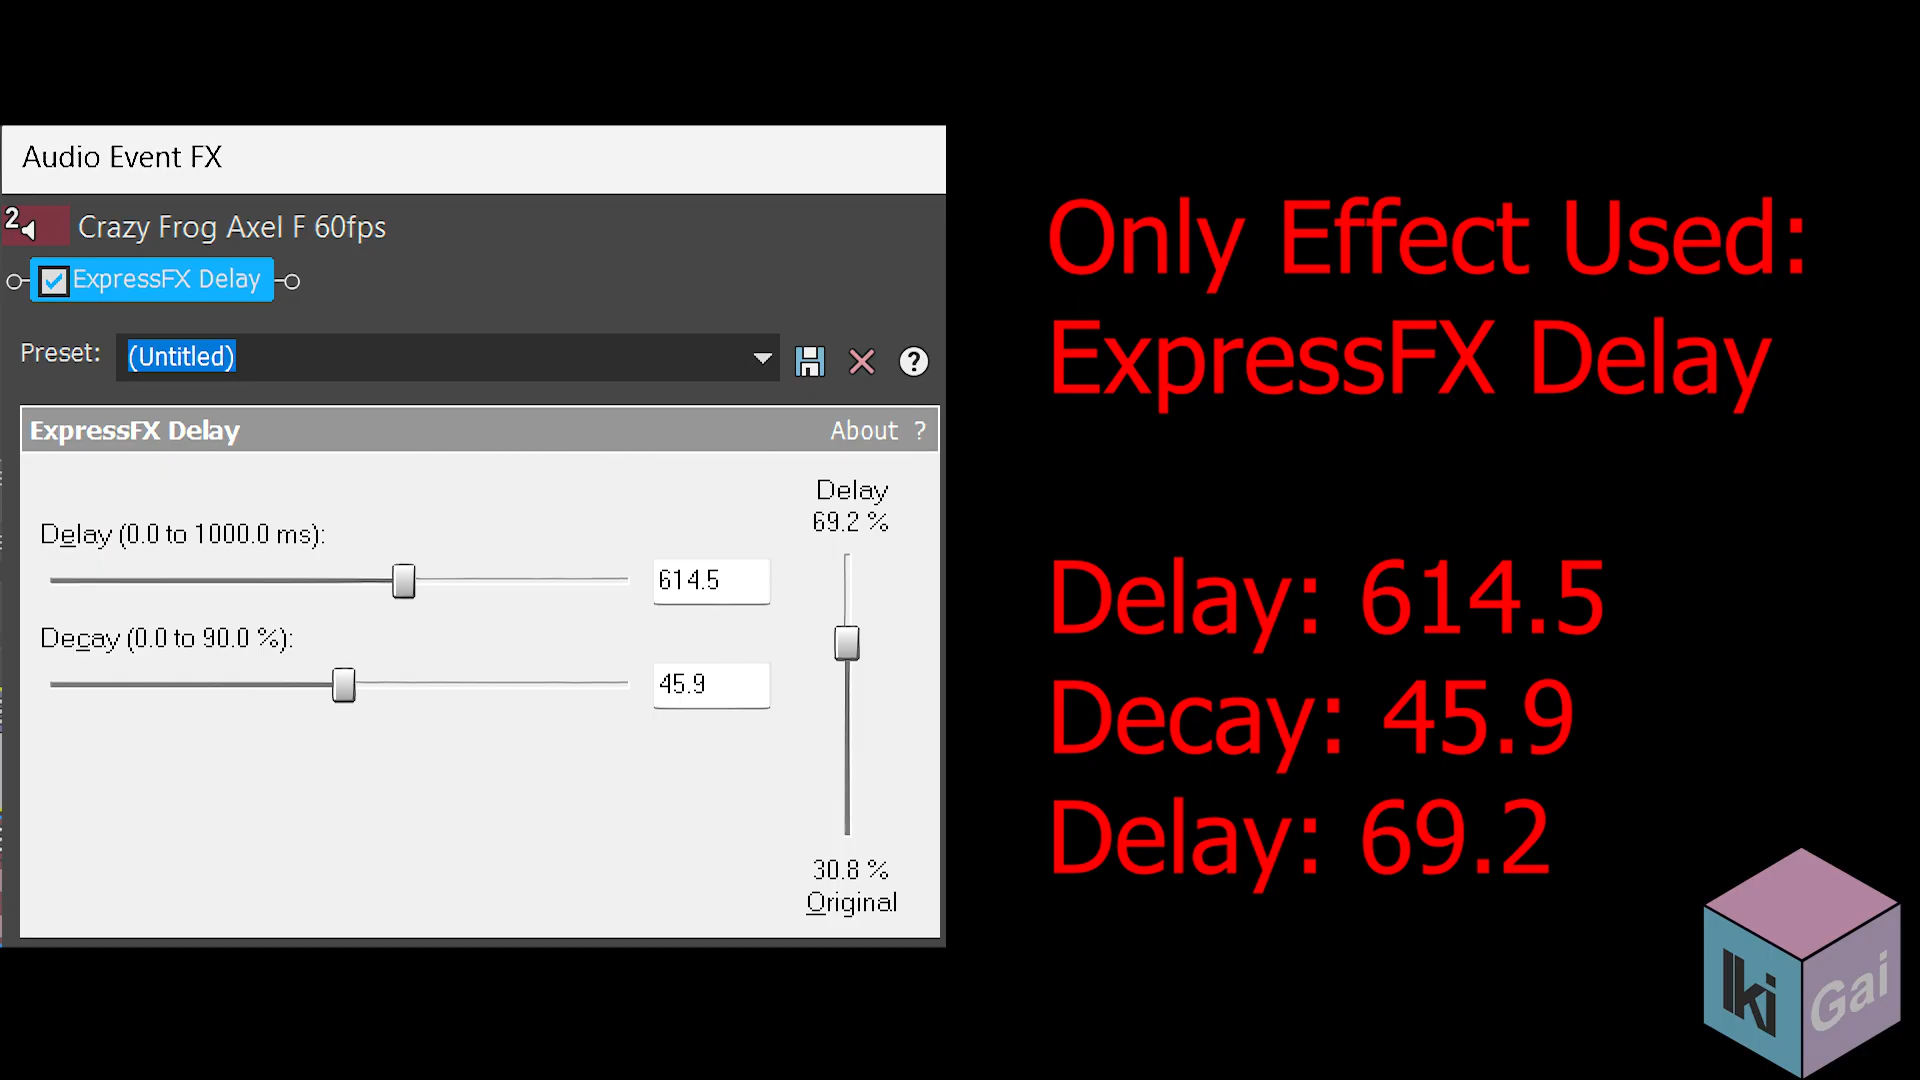 Audio Event FX
2
Crazy Frog Axel F 60fps
ExpressFX Delay
Preset:
(Untitled)
?
ExpressFX Delay
About ?
Delay (0.0 to 1000.0 ms):
614.5
Decay (0.0 to 90.0 %):
45.9
Delay
69.2 %
30.8 %
Original
Only Effect Used:
ExpressFX Delay
Delay: 614.5
Decay: 45.9
Delay: 69.2
Iki
Gai